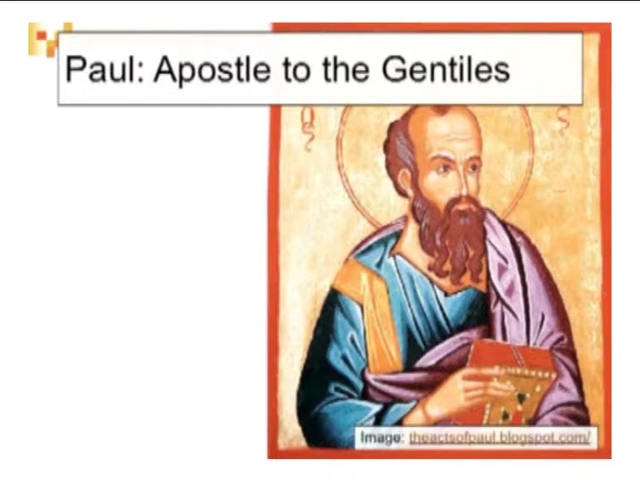 Paul: Apostle to the Gentiles
Image: theactsofpaul.blogspot.com/